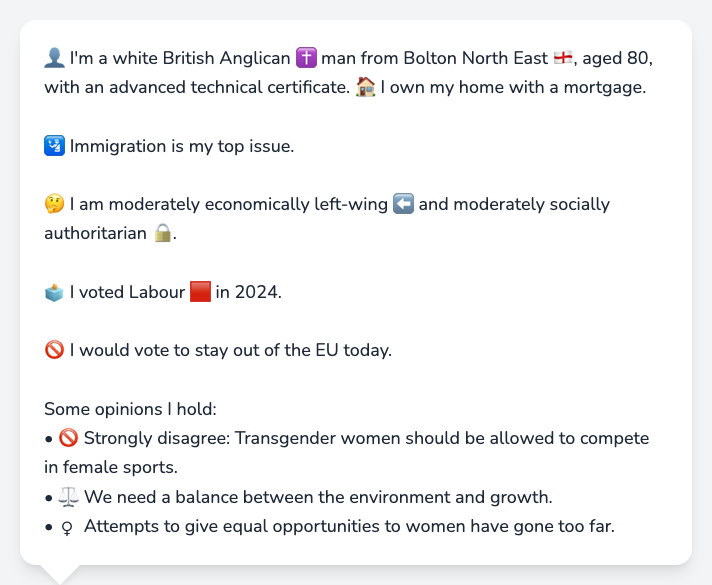 👤 I'm a white British Anglican ✝️ man from Bolton North East 🏴󠁧󠁢󠁥󠁮󠁧󠁿, aged 80,
with an advanced technical certificate. 🏠 I own my home with a mortgage.
🛂 Immigration is my top issue.
🤔 I am moderately economically left-wing ⬅️ and moderately socially
authoritarian 🔒.
🗳️ I voted Labour 🟥 in 2024.
🚫 I would vote to stay out of the EU today.
Some opinions I hold:
• 🚫 Strongly disagree: Transgender women should be allowed to compete
in female sports.
• ⚖️ We need a balance between the environment and growth.
• ♀ Attempts to give equal opportunities to women have gone too far.